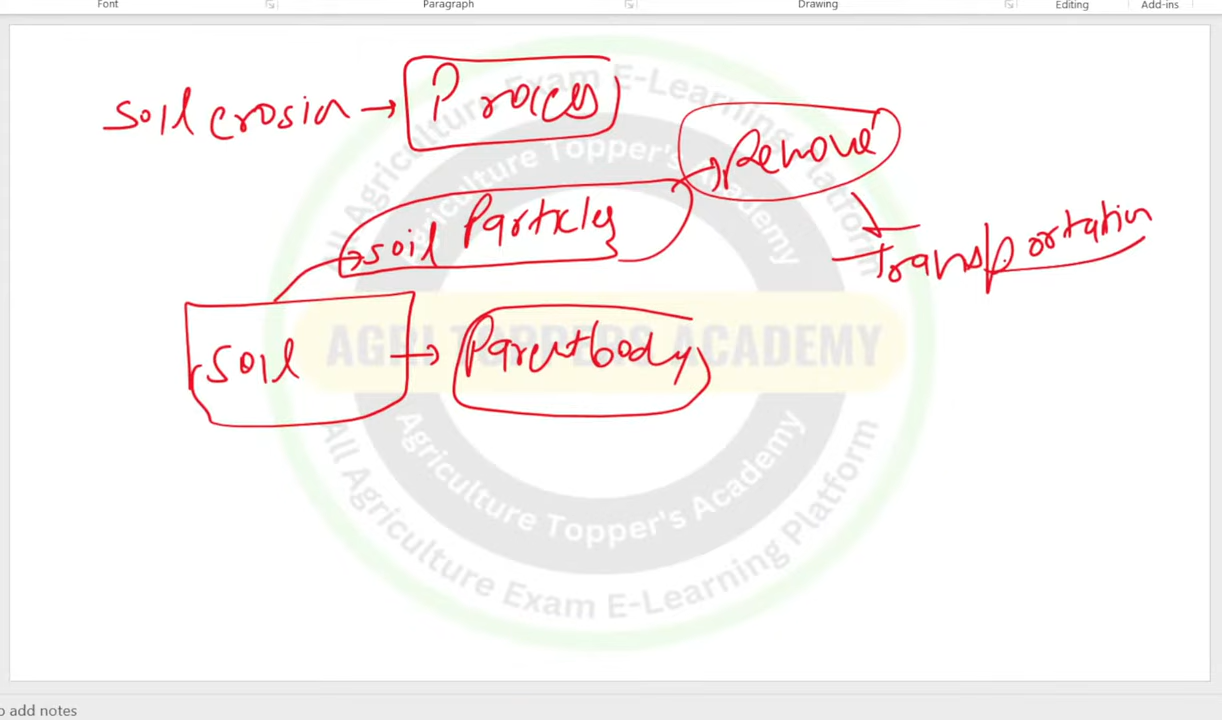 Font Paragraph Drawing Editing Add-ins
All Agriculture Exam E-Learning Platform
Agriculture Topper's Academy
soil erosion → Process
Remove
soil Particles
transportation
AGRI TOPPERS ACADEMY
soil → Parent body
Agriculture Topper's Academy
All Agriculture Exam E-Learning Platform
o add notes